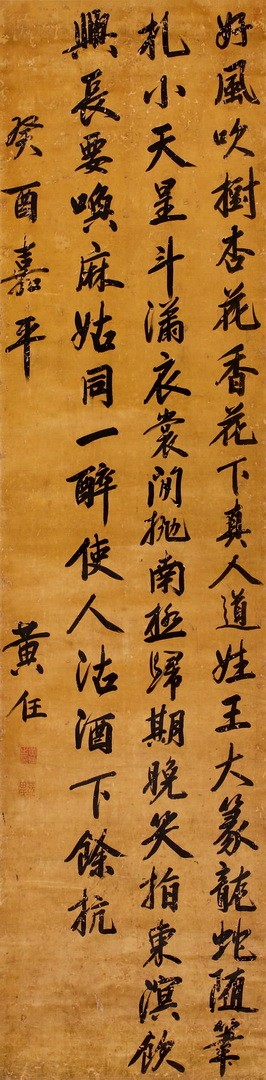 好風吹樹杏花香花下真人道姓王大篆龍蛇随筆
札小天星斗滿衣裳閒抛南極歸期晚笑拍東溟飲
興長要喚麻姑同一醉使人沽酒下餘杭
癸酉嘉平
黃任